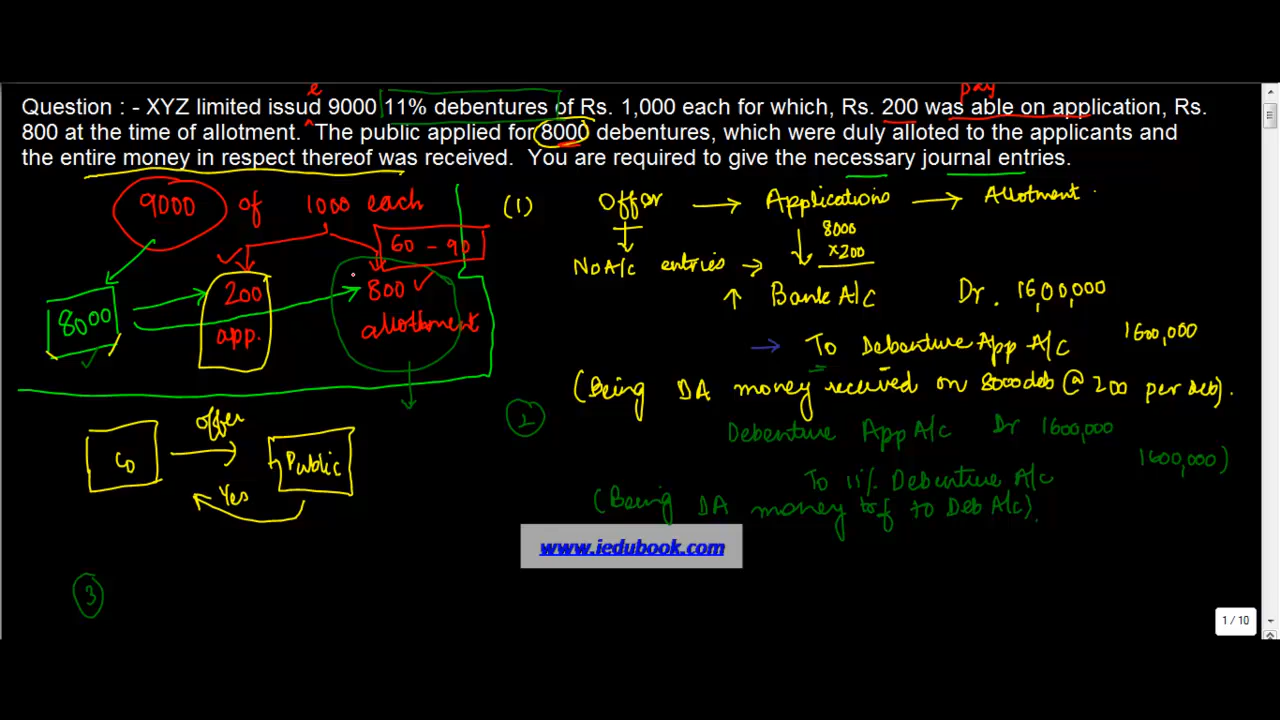 Question : - XYZ limited issud 9000 11% debentures of Rs. 1,000 each for which, Rs. 200 was able on application, Rs.
e
pay
800 at the time of allotment. ^ The public applied for 8000 debentures, which were duly alloted to the applicants and
the entire money in respect thereof was received. You are required to give the necessary journal entries.
9000 of 1000 each
60 - 90
8000
200
app.
800
allotment
Co
offer
Public
Yes
(1) Offer → Applications → Allotment
8000
×200
No A/c entries →
↑ Bank A/c Dr. 16,00,000
→ To Debenture App A/c 1600,000
(Being DA money received on 8000 deb @ 200 per deb).
2
Debenture App A/c Dr 1600,000
To 11% Debenture A/c 1600,000)
(Being DA money trf to Deb A/c).
www.iedubook.com
3
1 / 10